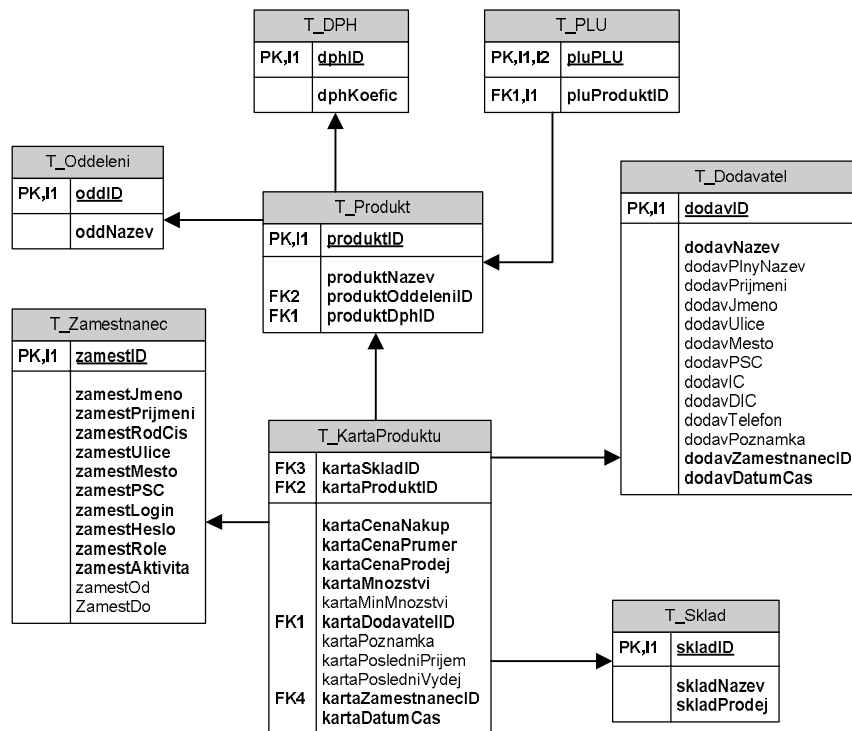 T_DPH
PK,I1 dphID
dphKoefic
T_PLU
PK,I1,I2 pluPLU
FK1,I1 pluProduktID
T_Oddeleni
PK,I1 oddID
oddNazev
T_Produkt
PK,I1 produktID
produktNazev
FK2 produktOddeleniID
FK1 produktDphID
T_Dodavatel
PK,I1 dodavID
dodavNazev
dodavPlnyNazev
dodavPrijmeni
dodavJmeno
dodavUlice
dodavMesto
dodavPSC
dodavIC
dodavDIC
dodavTelefon
dodavPoznamka
dodavZamestnanecID
dodavDatumCas
T_Zamestnanec
PK,I1 zamestID
zamestJmeno
zamestPrijmeni
zamestRodCis
zamestUlice
zamestMesto
zamestPSC
zamestLogin
zamestHeslo
zamestRole
zamestAktivita
zamestOd
ZamestDo
T_KartaProduktu
FK3 kartaSkladID
FK2 kartaProduktID
kartaCenaNakup
kartaCenaPrumer
kartaCenaProdej
kartaMnozstvi
kartaMinMnozstvi
FK1 kartaDodavatelID
kartaPoznamka
kartaPosledniPrijem
kartaPosledniVydej
FK4 kartaZamestnanecID
kartaDatumCas
T_Sklad
PK,I1 skladID
skladNazev
skladProdej